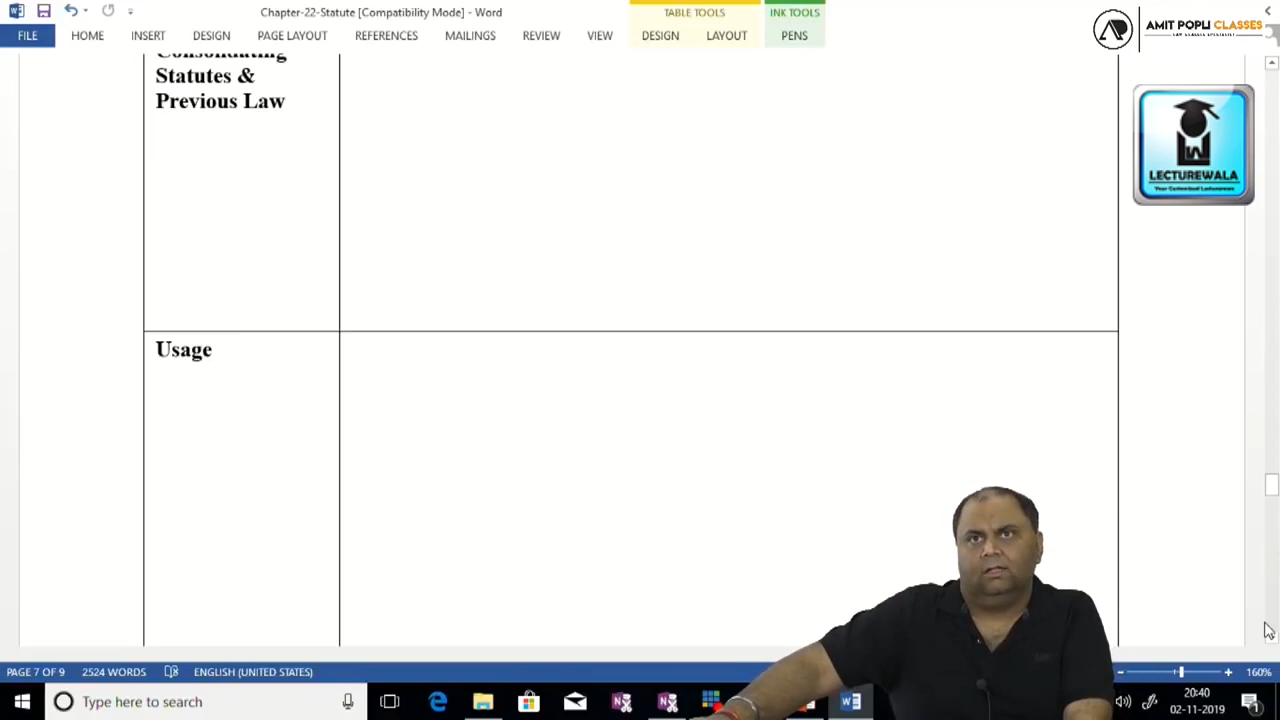 Chapter-22-Statute [Compatibility Mode] - Word
TABLE TOOLS
INK TOOLS
FILE
HOME
INSERT
DESIGN
PAGE LAYOUT
REFERENCES
MAILINGS
REVIEW
VIEW
DESIGN
LAYOUT
PENS
AMIT POPLI CLASSES
Consolidating
Statutes &
Previous Law
LECTUREWALA
Usage
PAGE 7 OF 9
2524 WORDS
ENGLISH (UNITED STATES)
160%
Type here to search
20:40
02-11-2019